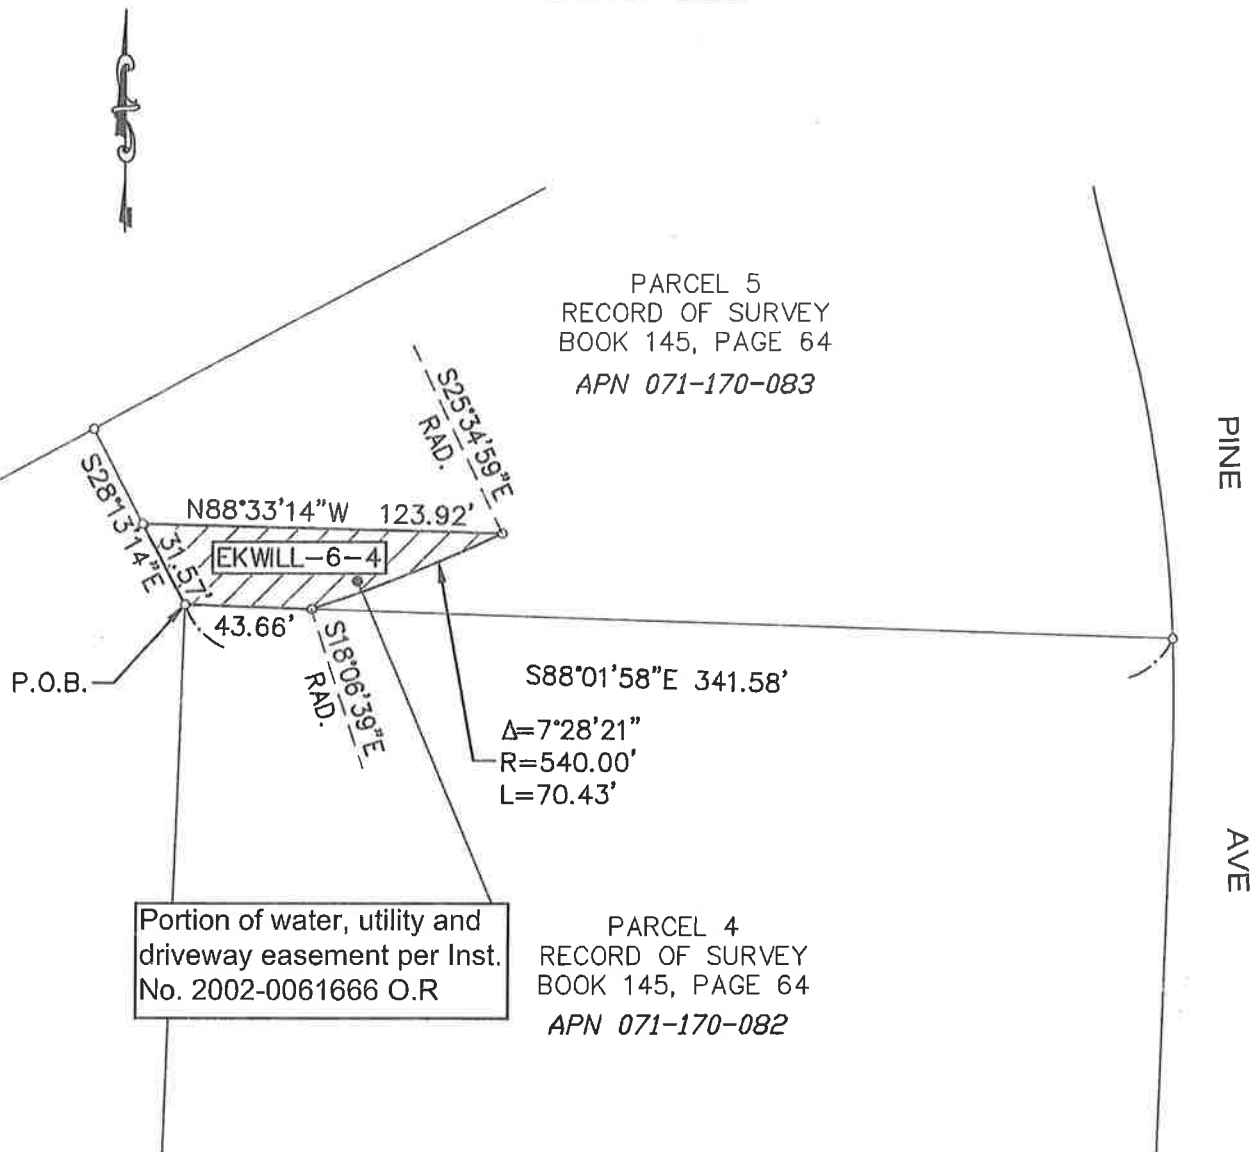 PARCEL 5
RECORD OF SURVEY
BOOK 145, PAGE 64
APN 071-170-083
PINE
S25°34'59"E
RAD.
S28°13'14"E
N88°33'14"W 123.92'
31.57'
EKWILL-6-4
43.66'
P.O.B.
S18°06'39"E
RAD.
S88°01'58"E 341.58'
Δ=7°28'21"
R=540.00'
L=70.43'
AVE
Portion of water, utility and
driveway easement per Inst.
No. 2002-0061666 O.R
PARCEL 4
RECORD OF SURVEY
BOOK 145, PAGE 64
APN 071-170-082